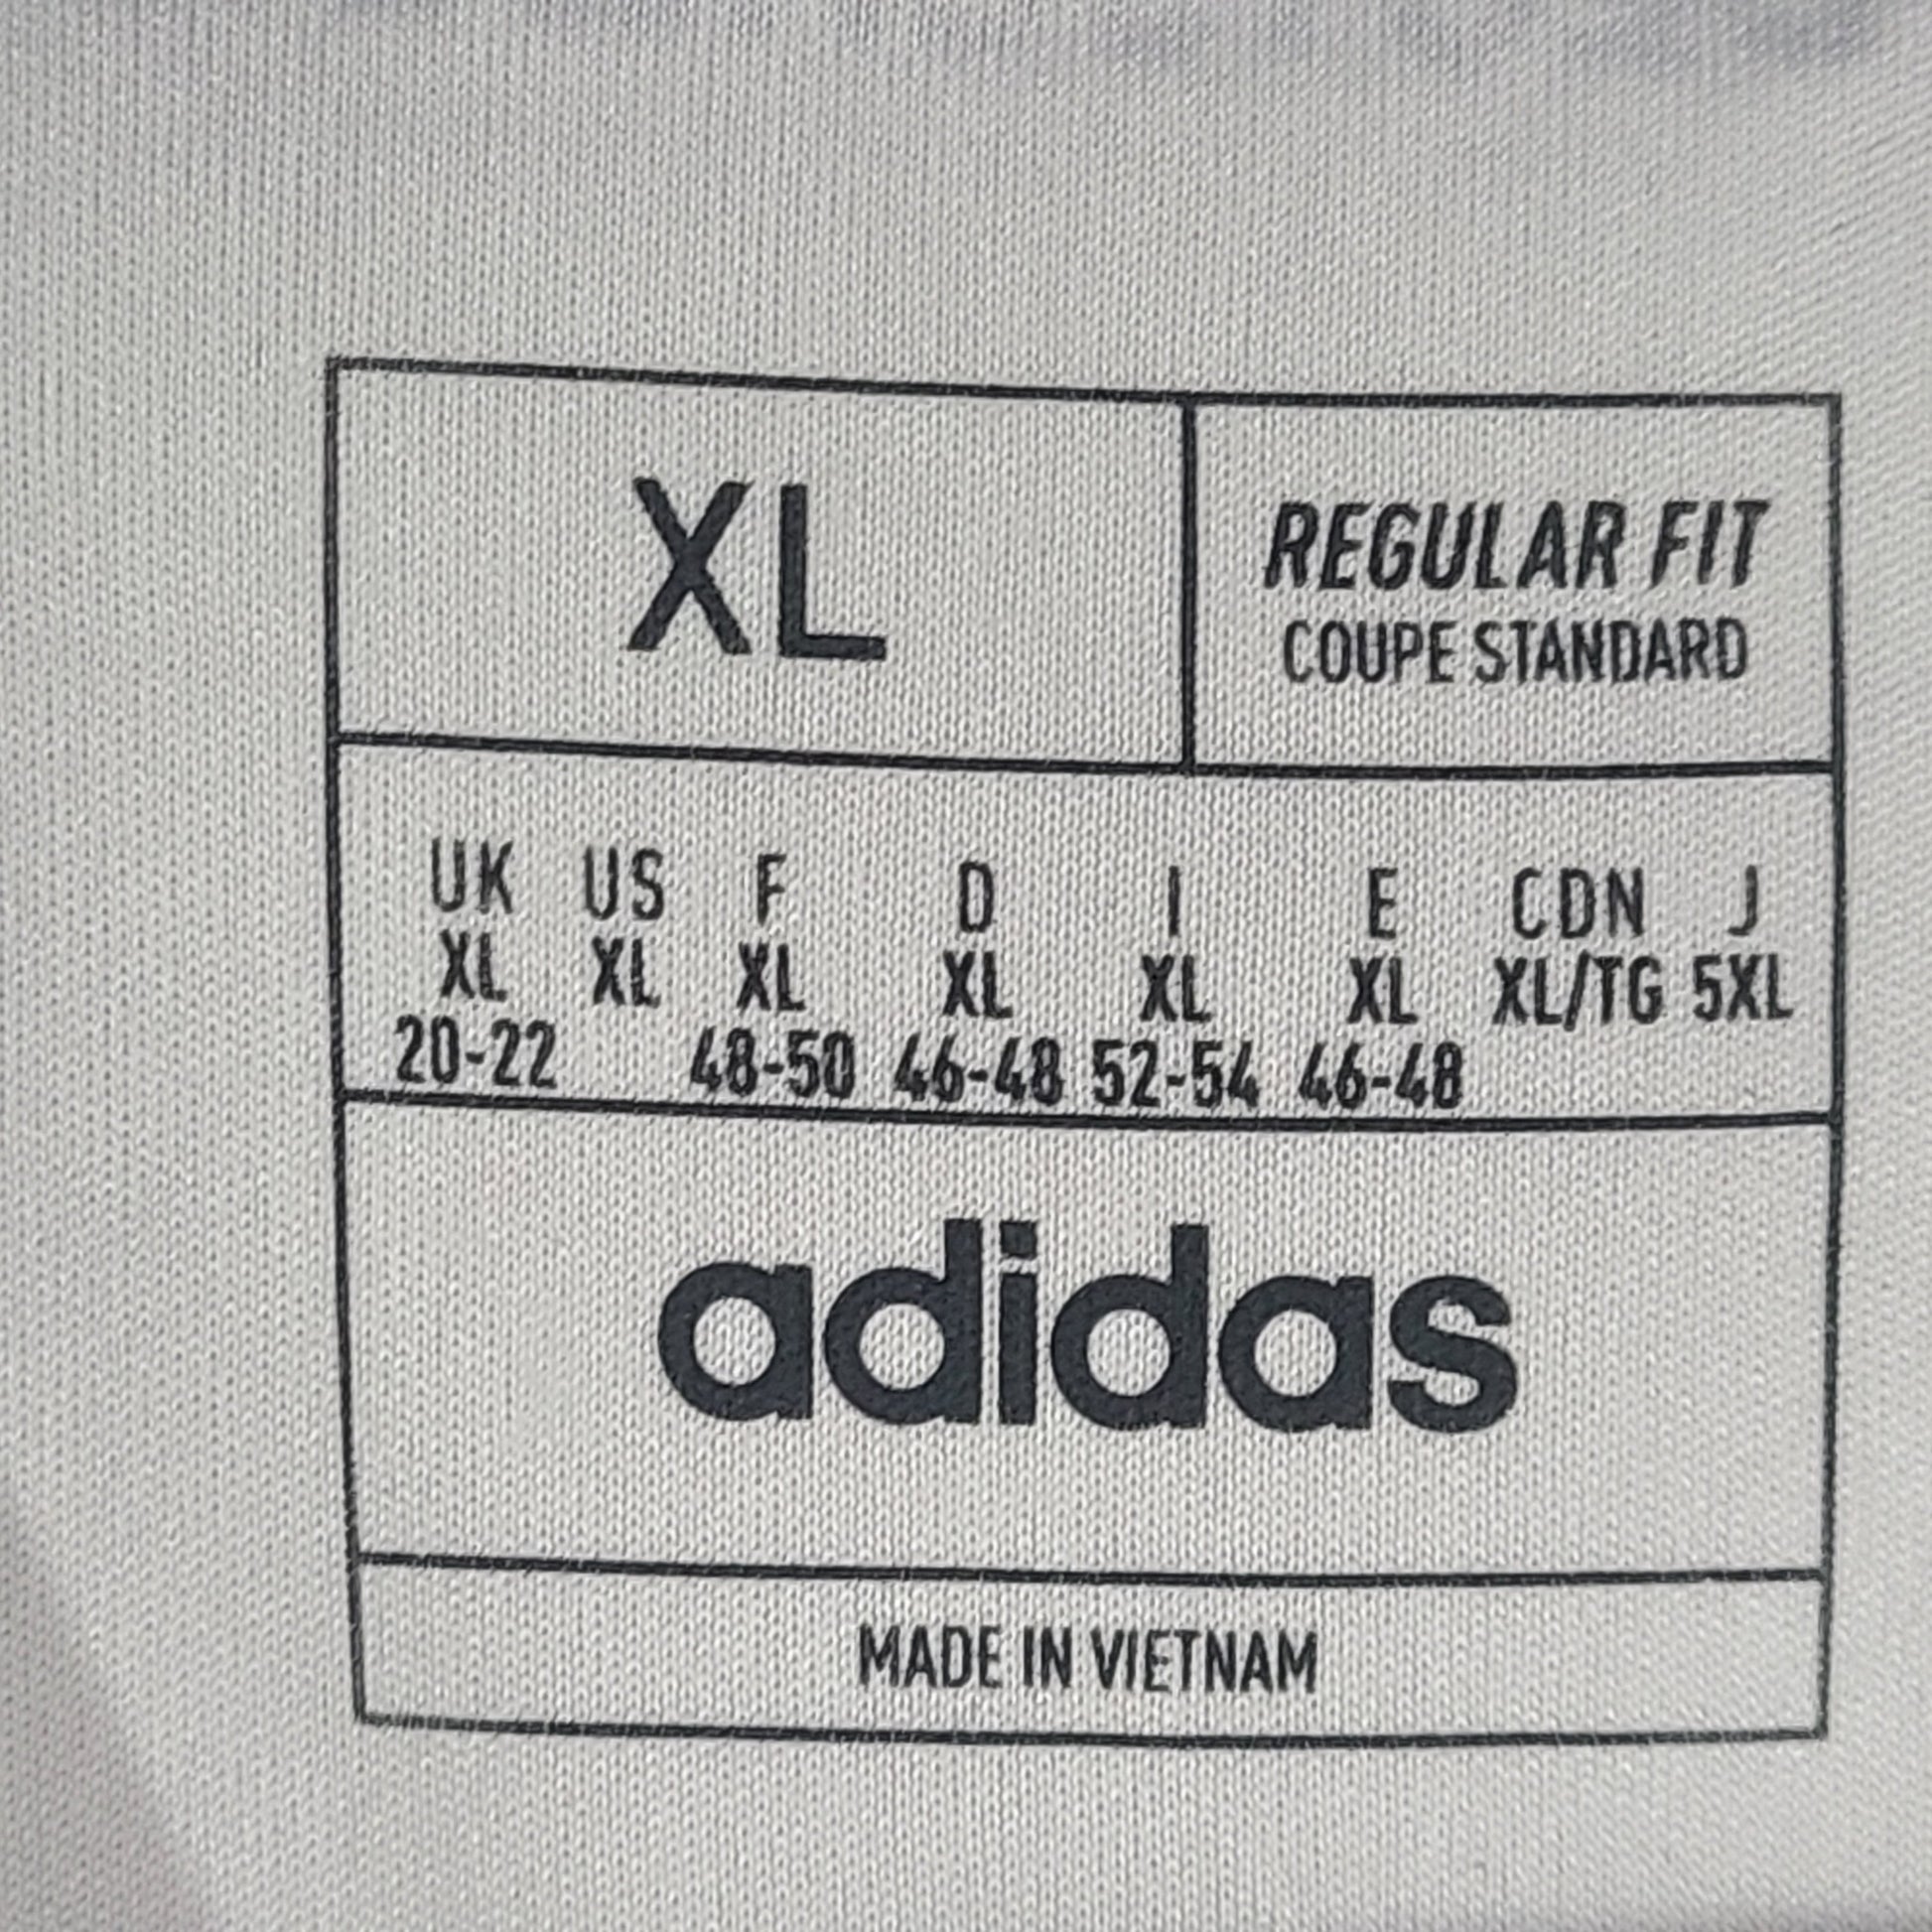 XL
REGULAR FIT
COUPE STANDARD
UK US F D I E CDN J
XL XL XL XL XL XL XL/TG 5XL
20-22 48-50 46-48 52-54 46-48
adidas
MADE IN VIETNAM